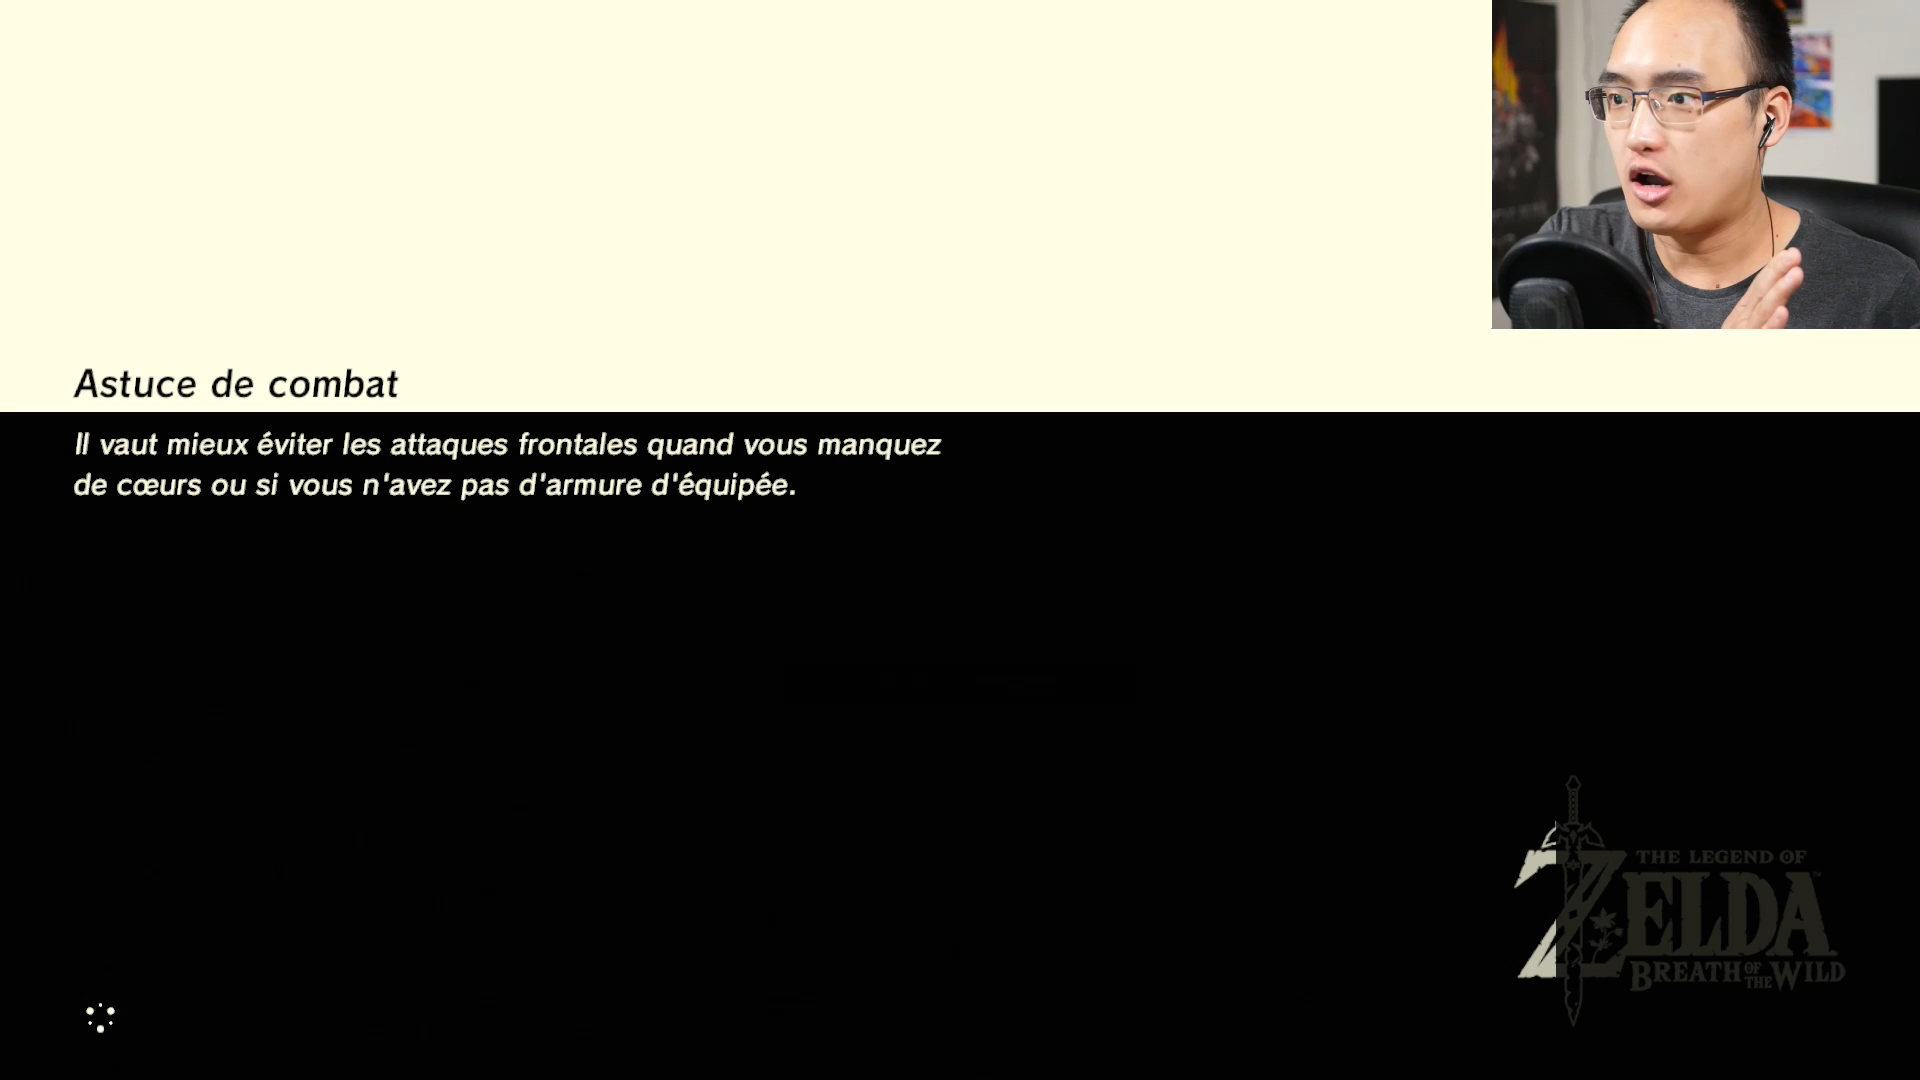 Astuce de combat
Il vaut mieux éviter les attaques frontales quand vous manquez
de cœurs ou si vous n'avez pas d'armure d'équipée.
THE LEGEND OF
ZELDA
BREATH OF THE WILD